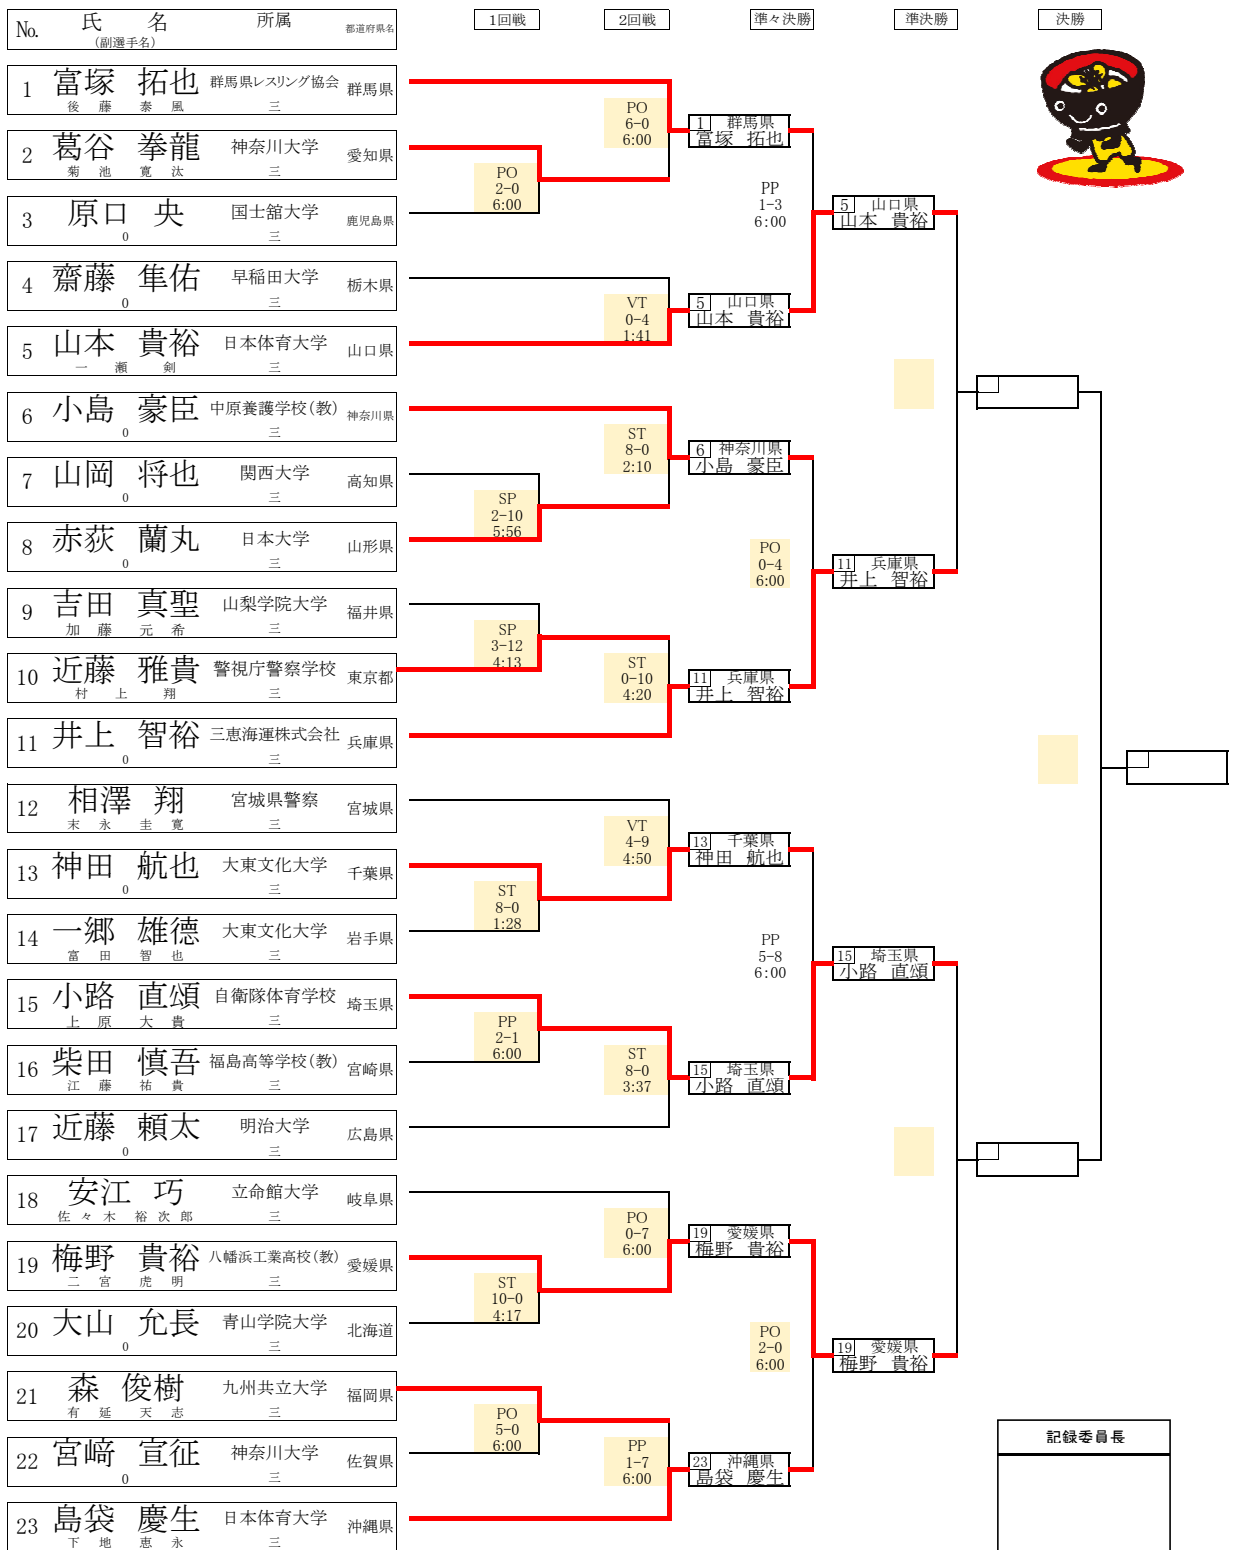 No. 氏 名 所属 都道府県名
(副選手名)
1回戦 2回戦 準々決勝 準決勝 決勝
1 富塚 拓也 群馬県レスリング協会 群馬県
後藤 泰風 三
2 葛谷 拳龍 神奈川大学 愛知県
菊池 寛汰 三
3 原口 央 国士舘大学 鹿児島県
0 三
4 齋藤 隼佑 早稲田大学 栃木県
0 三
5 山本 貴裕 日本体育大学 山口県
一瀬 剣 三
6 小島 豪臣 中原養護学校(教) 神奈川県
0 三
7 山岡 将也 関西大学 高知県
0 三
8 赤荻 蘭丸 日本大学 山形県
0 三
9 吉田 真聖 山梨学院大学 福井県
加藤 元希 三
10 近藤 雅貴 警視庁警察学校 東京都
村上 翔 三
11 井上 智裕 三恵海運株式会社 兵庫県
0 三
12 相澤 翔 宮城県警察 宮城県
末永 圭寛 三
13 神田 航也 大東文化大学 千葉県
0 三
14 一郷 雄徳 大東文化大学 岩手県
富田 智也 三
15 小路 直頌 自衛隊体育学校 埼玉県
上原 大貴 三
16 柴田 慎吾 福島高等学校(教) 宮崎県
江藤 祐貴 三
17 近藤 頼太 明治大学 広島県
0 三
18 安江 巧 立命館大学 岐阜県
佐々木 裕次郎 三
19 梅野 貴裕 八幡浜工業高校(教) 愛媛県
二宮 虎明 三
20 大山 允長 青山学院大学 北海道
0 三
21 森 俊樹 九州共立大学 福岡県
有延 天志 三
22 宮﨑 宣征 神奈川大学 佐賀県
0 三
23 島袋 慶生 日本体育大学 沖縄県
下地 恵永 三
PO
2-0
6:00
SP
2-10
5:56
SP
3-12
4:13
ST
8-0
1:28
PP
2-1
6:00
ST
10-0
4:17
PO
5-0
6:00
PO
6-0
6:00
VT
0-4
1:41
ST
8-0
2:10
ST
0-10
4:20
VT
4-9
4:50
ST
8-0
3:37
PO
0-7
6:00
PP
1-7
6:00
1 群馬県
富塚 拓也
5 山口県
山本 貴裕
6 神奈川県
小島 豪臣
11 兵庫県
井上 智裕
13 千葉県
神田 航也
15 埼玉県
小路 直頌
19 愛媛県
梅野 貴裕
23 沖縄県
島袋 慶生
PP
1-3
6:00
PO
0-4
6:00
PP
5-8
6:00
PO
2-0
6:00
5 山口県
山本 貴裕
11 兵庫県
井上 智裕
15 埼玉県
小路 直頌
19 愛媛県
梅野 貴裕
記録委員長